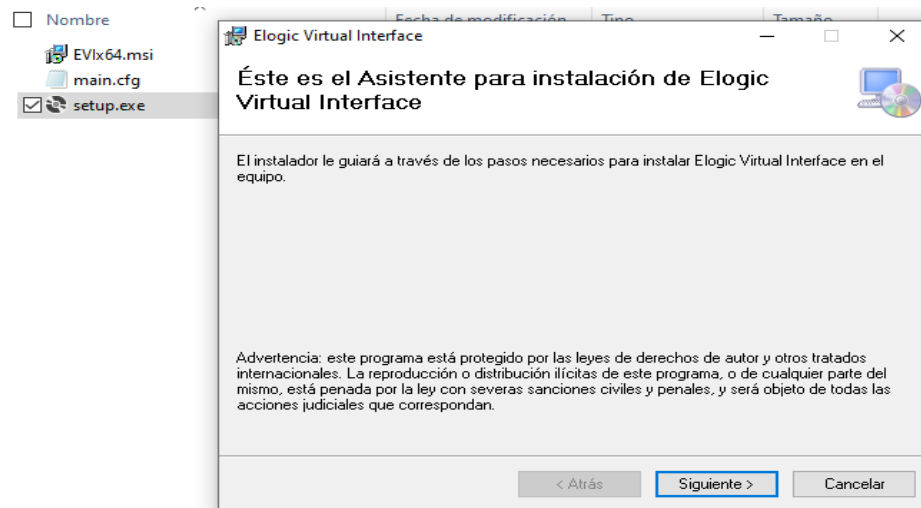 Nombre
Fecha de modificación
Tipo
Tamaño
EVIx64.msi
main.cfg
setup.exe
Elogic Virtual Interface
Éste es el Asistente para instalación de Elogic
Virtual Interface
El instalador le guiará a través de los pasos necesarios para instalar Elogic Virtual Interface en el
equipo.
Advertencia: este programa está protegido por las leyes de derechos de autor y otros tratados
internacionales. La reproducción o distribución ilícitas de este programa, o de cualquier parte del
mismo, está penada por la ley con severas sanciones civiles y penales, y será objeto de todas las
acciones judiciales que correspondan.
< Atrás
Siguiente >
Cancelar